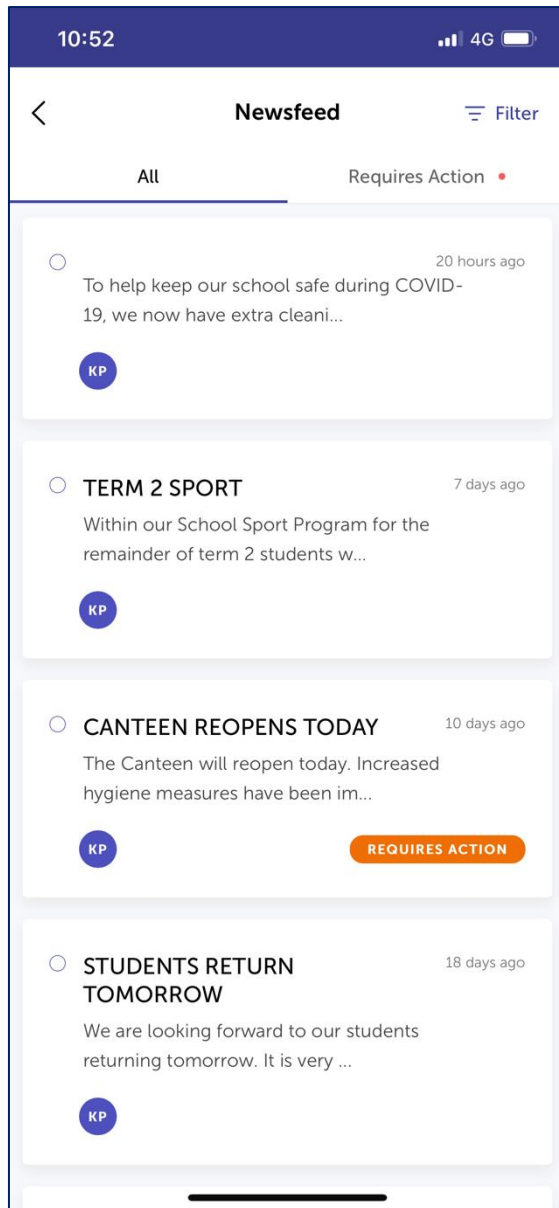 10:52 4G
Newsfeed Filter
All Requires Action
20 hours ago
To help keep our school safe during COVID-
19, we now have extra cleani...
KP
TERM 2 SPORT 7 days ago
Within our School Sport Program for the
remainder of term 2 students w...
KP
CANTEEN REOPENS TODAY 10 days ago
The Canteen will reopen today. Increased
hygiene measures have been im...
KP REQUIRES ACTION
STUDENTS RETURN 18 days ago
TOMORROW
We are looking forward to our students
returning tomorrow. It is very ...
KP